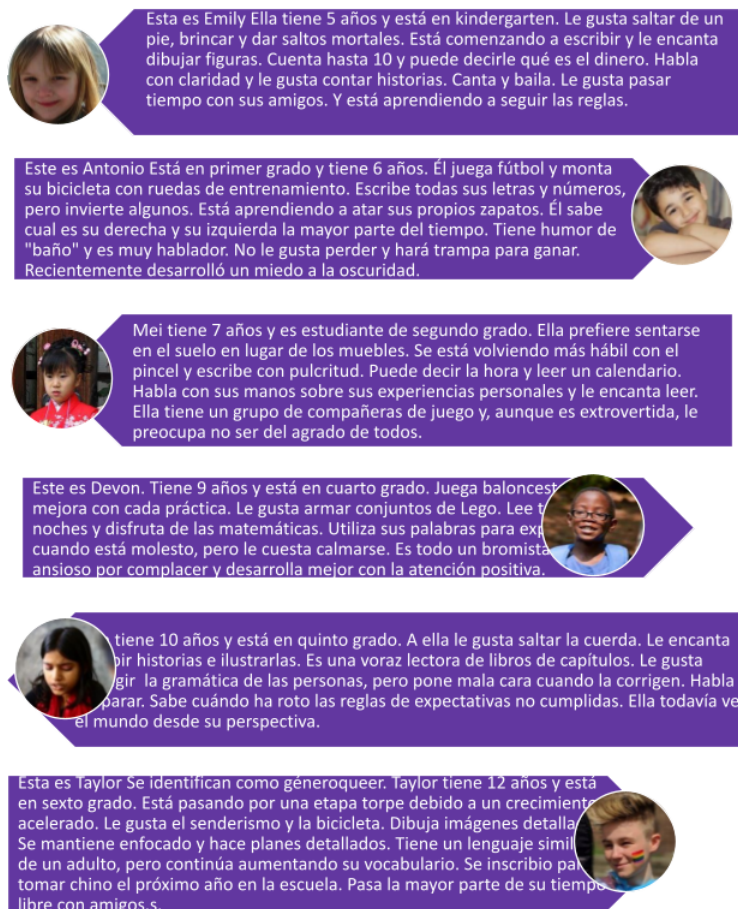 Esta es Emily Ella tiene 5 años y está en kindergarten. Le gusta saltar de un
pie, brincar y dar saltos mortales. Está comenzando a escribir y le encanta
dibujar figuras. Cuenta hasta 10 y puede decirle qué es el dinero. Habla
con claridad y le gusta contar historias. Canta y baila. Le gusta pasar
tiempo con sus amigos. Y está aprendiendo a seguir las reglas.
Este es Antonio Está en primer grado y tiene 6 años. Él juega fútbol y monta
su bicicleta con ruedas de entrenamiento. Escribe todas sus letras y números,
pero invierte algunos. Está aprendiendo a atar sus propios zapatos. Él sabe
cual es su derecha y su izquierda la mayor parte del tiempo. Tiene humor de
"baño" y es muy hablador. No le gusta perder y hará trampa para ganar.
Recientemente desarrolló un miedo a la oscuridad.
Mei tiene 7 años y es estudiante de segundo grado. Ella prefiere sentarse
en el suelo en lugar de los muebles. Se está volviendo más hábil con el
pincel y escribe con pulcritud. Puede decir la hora y leer un calendario.
Habla con sus manos sobre sus experiencias personales y le encanta leer.
Ella tiene un grupo de compañeras de juego y, aunque es extrovertida, le
preocupa no ser del agrado de todos.
Este es Devon. Tiene 9 años y está en cuarto grado. Juega baloncest
mejora con cada práctica. Le gusta armar conjuntos de Lego. Lee
noches y disfruta de las matemáticas. Utiliza sus palabras para
cuando está molesto, pero le cuesta calmarse. Es todo un bromista
ansioso por complacer y desarrolla mejor con la atención positiva.
tiene 10 años y está en quinto grado. A ella le gusta saltar la cuerda. Le encanta
historias e ilustrarlas. Es una voraz lectora de libros de capítulos. Le gusta
la gramática de las personas, pero pone mala cara cuando la corrigen. Habla
parar. Sabe cuándo ha roto las reglas de expectativas no cumplidas. Ella todavía ve
el mundo desde su perspectiva.
Esta es Taylor Se identifican como géneroqueer. Taylor tiene 12 años y está
en sexto grado. Está pasando por una etapa torpe debido a un crecimiento
acelerado. Le gusta el senderismo y la bicicleta. Dibuja imágenes detalla
Se mantiene enfocado y hace planes detallados. Tiene un lenguaje simil
de un adulto, pero continúa aumentando su vocabulario. Se inscribio pa
tomar chino el próximo año en la escuela. Pasa la mayor parte de su tiempo
libre con amigos.s.